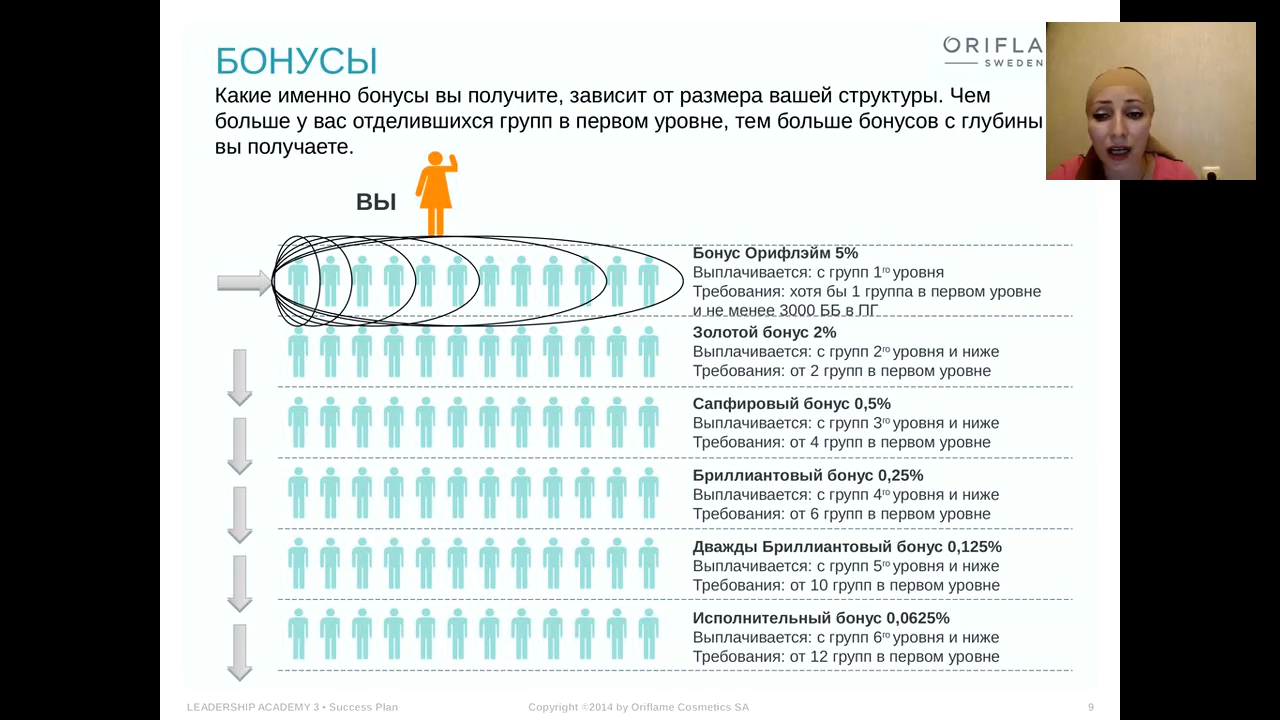 БОНУСЫ
ORIFLA
SWEDEN
Какие именно бонусы вы получите, зависит от размера вашей структуры. Чем
больше у вас отделившихся групп в первом уровне, тем больше бонусов с глубины
вы получаете.
ВЫ
Бонус Орифлэйм 5%
Выплачивается: с групп 1го уровня
Требования: хотя бы 1 группа в первом уровне
и не менее 3000 ББ в ПГ
Золотой бонус 2%
Выплачивается: с групп 2го уровня и ниже
Требования: от 2 групп в первом уровне
Сапфировый бонус 0,5%
Выплачивается: с групп 3го уровня и ниже
Требования: от 4 групп в первом уровне
Бриллиантовый бонус 0,25%
Выплачивается: с групп 4го уровня и ниже
Требования: от 6 групп в первом уровне
Дважды Бриллиантовый бонус 0,125%
Выплачивается: с групп 5го уровня и ниже
Требования: от 10 групп в первом уровне
Исполнительный бонус 0,0625%
Выплачивается: с групп 6го уровня и ниже
Требования: от 12 групп в первом уровне
LEADERSHIP ACADEMY 3 • Success Plan
Copyright ©2014 by Oriflame Cosmetics SA
9